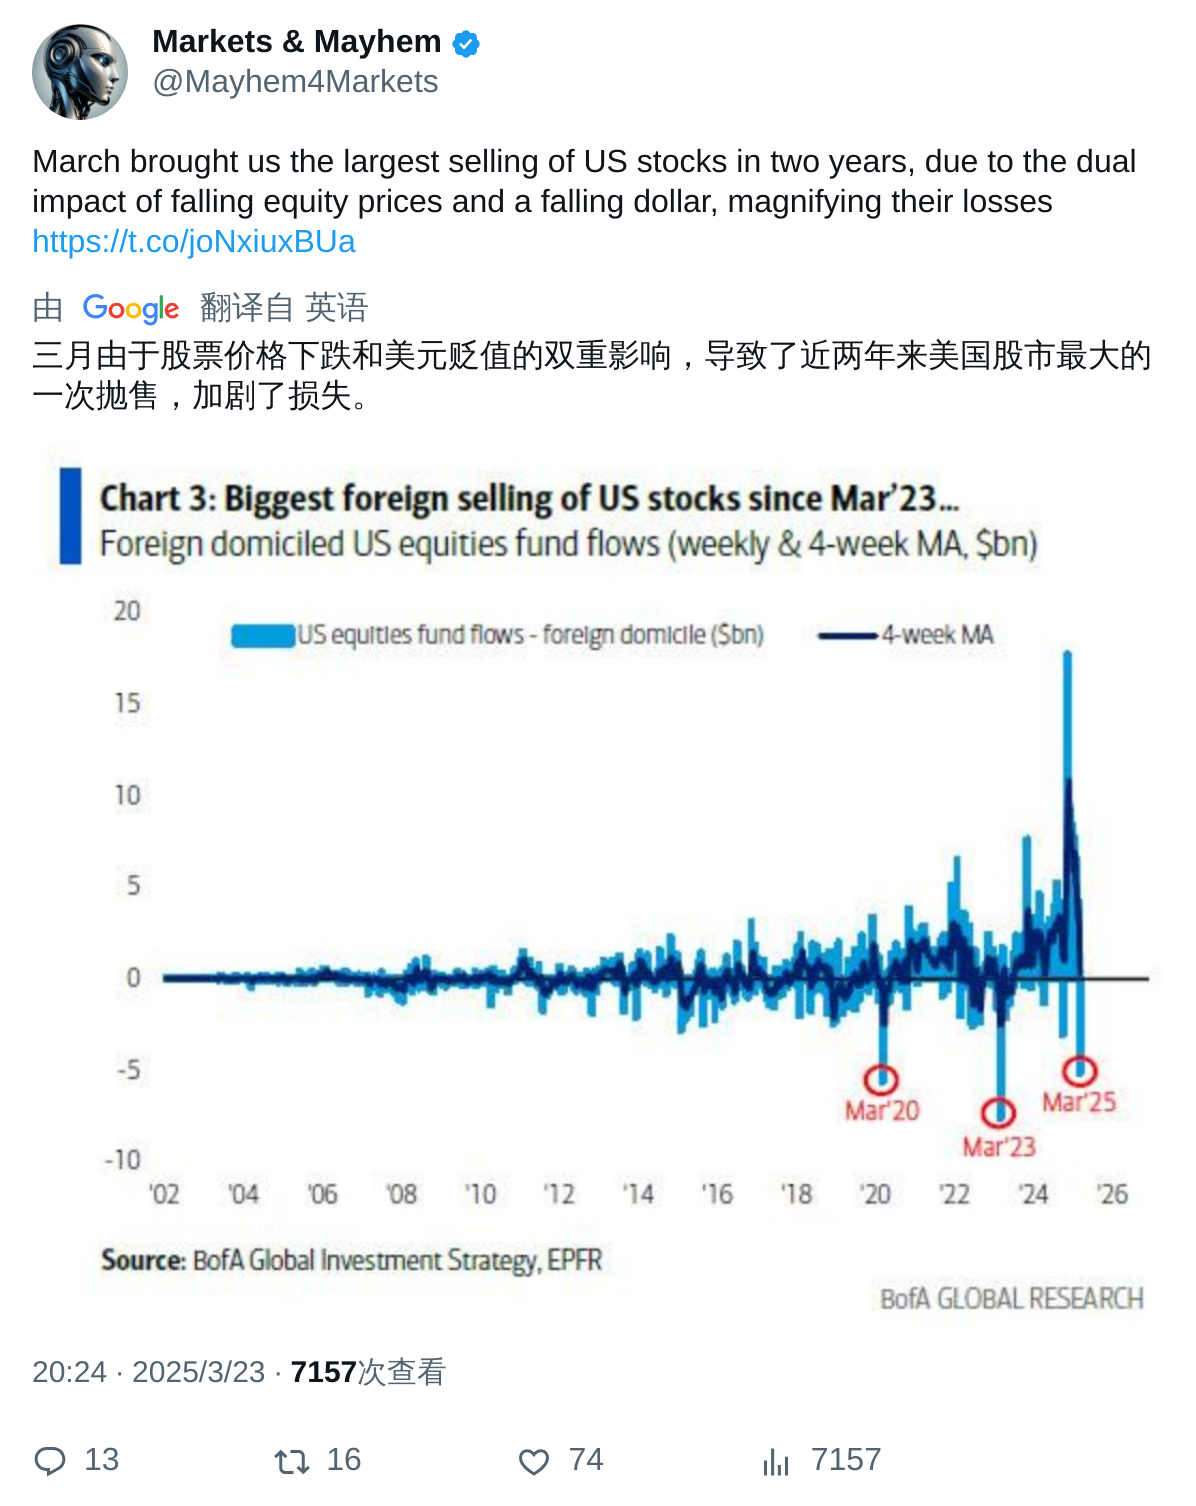 Markets & Mayhem
@Mayhem4Markets
March brought us the largest selling of US stocks in two years, due to the dual
impact of falling equity prices and a falling dollar, magnifying their losses
https://t.co/joNxiuxBUa
由 Google 翻译自 英语
三月由于股票价格下跌和美元贬值的双重影响，导致了近两年来美国股市最大的
一次抛售，加剧了损失。
Chart 3: Biggest foreign selling of US stocks since Mar'23...
Foreign domiciled US equities fund flows (weekly & 4-week MA, $bn)
20
US equities fund flows - foreign domicile ($bn) 4-week MA
15
10
5
0
-5
Mar'20 Mar'23 Mar'25
-10
'02 '04 '06 '08 '10 '12 '14 '16 '18 '20 '22 '24 '26
Source: BofA Global Investment Strategy, EPFR
BofA GLOBAL RESEARCH
20:24 · 2025/3/23 · 7157次查看
13 16 74 7157